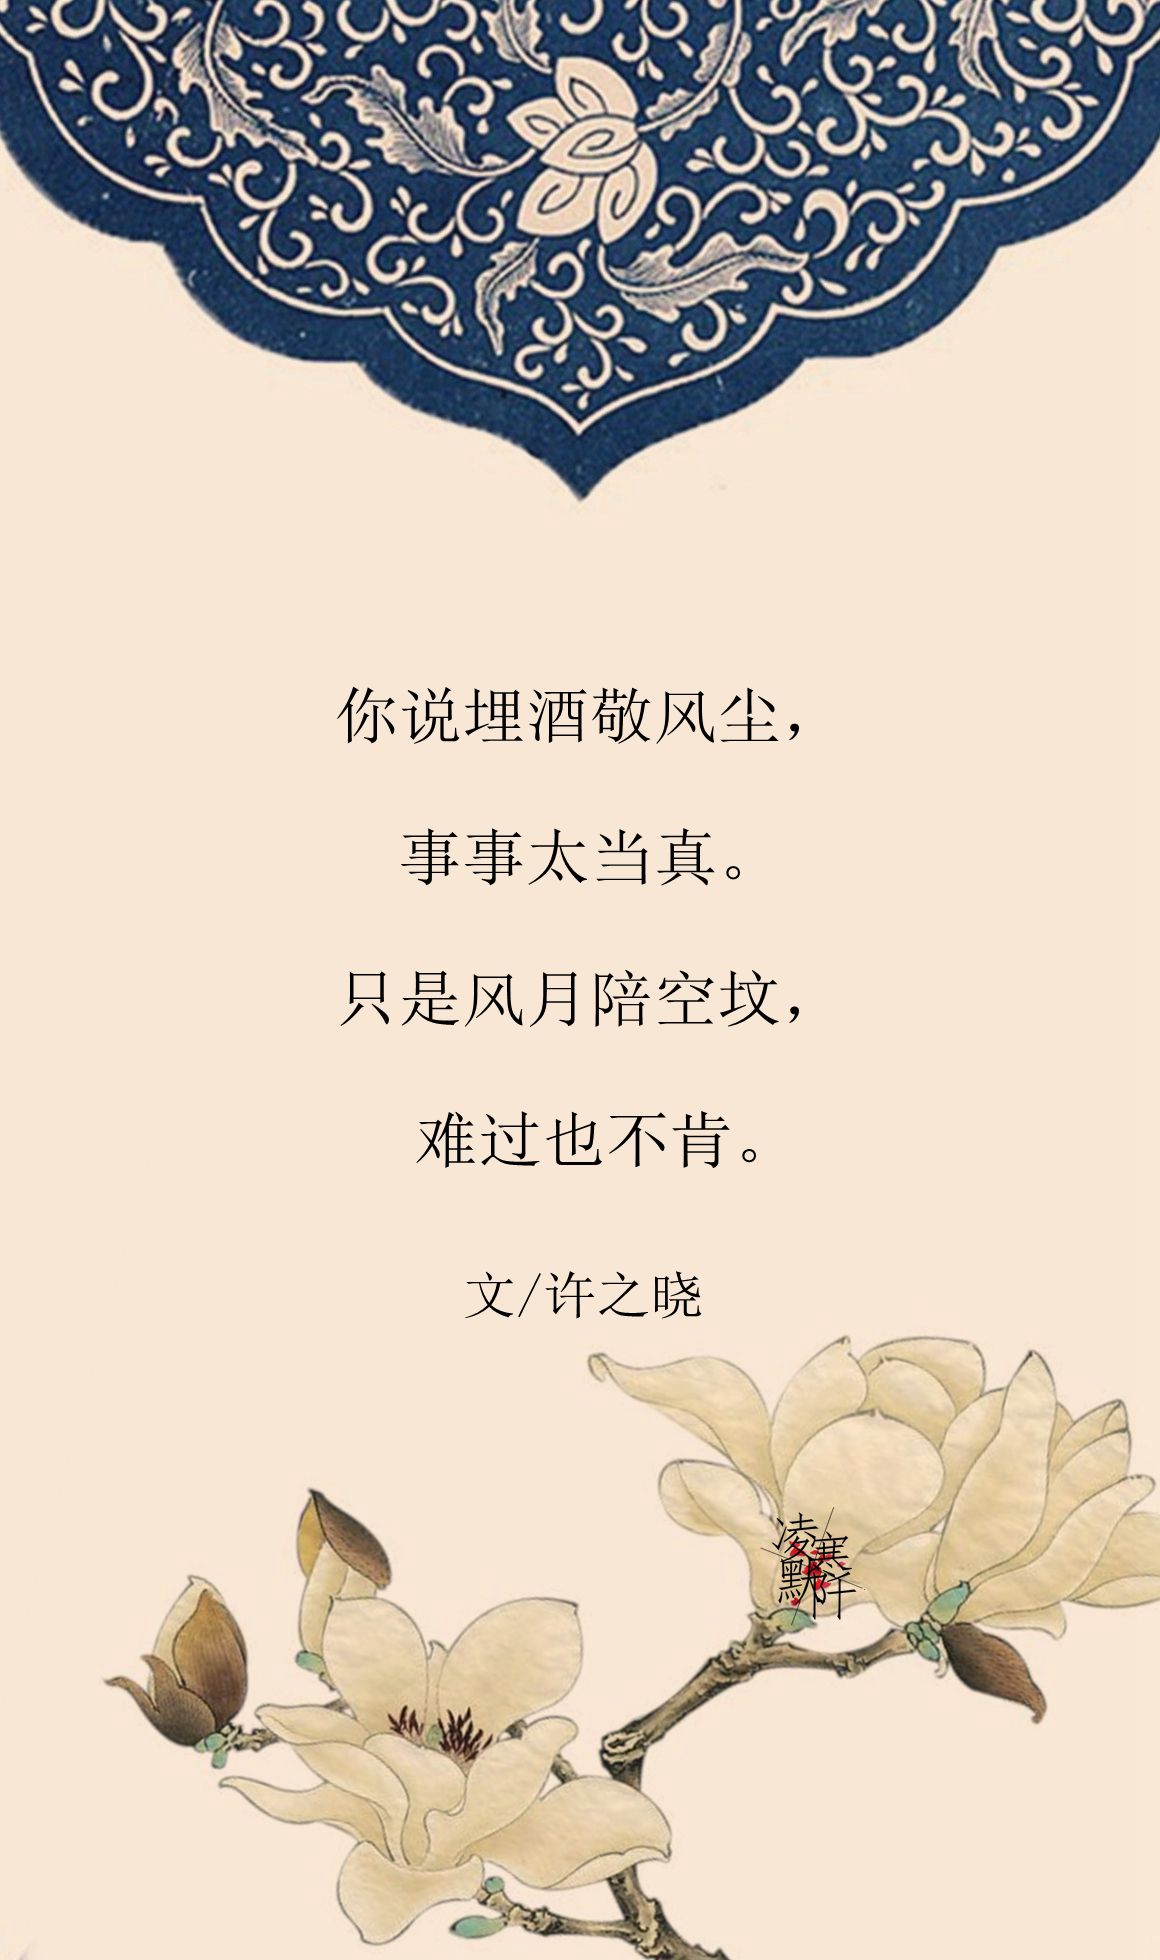 你说埋酒敬风尘，
事事太当真。
只是风月陪空坟，
难过也不肯。
文/许之晓
凌寒
默阡